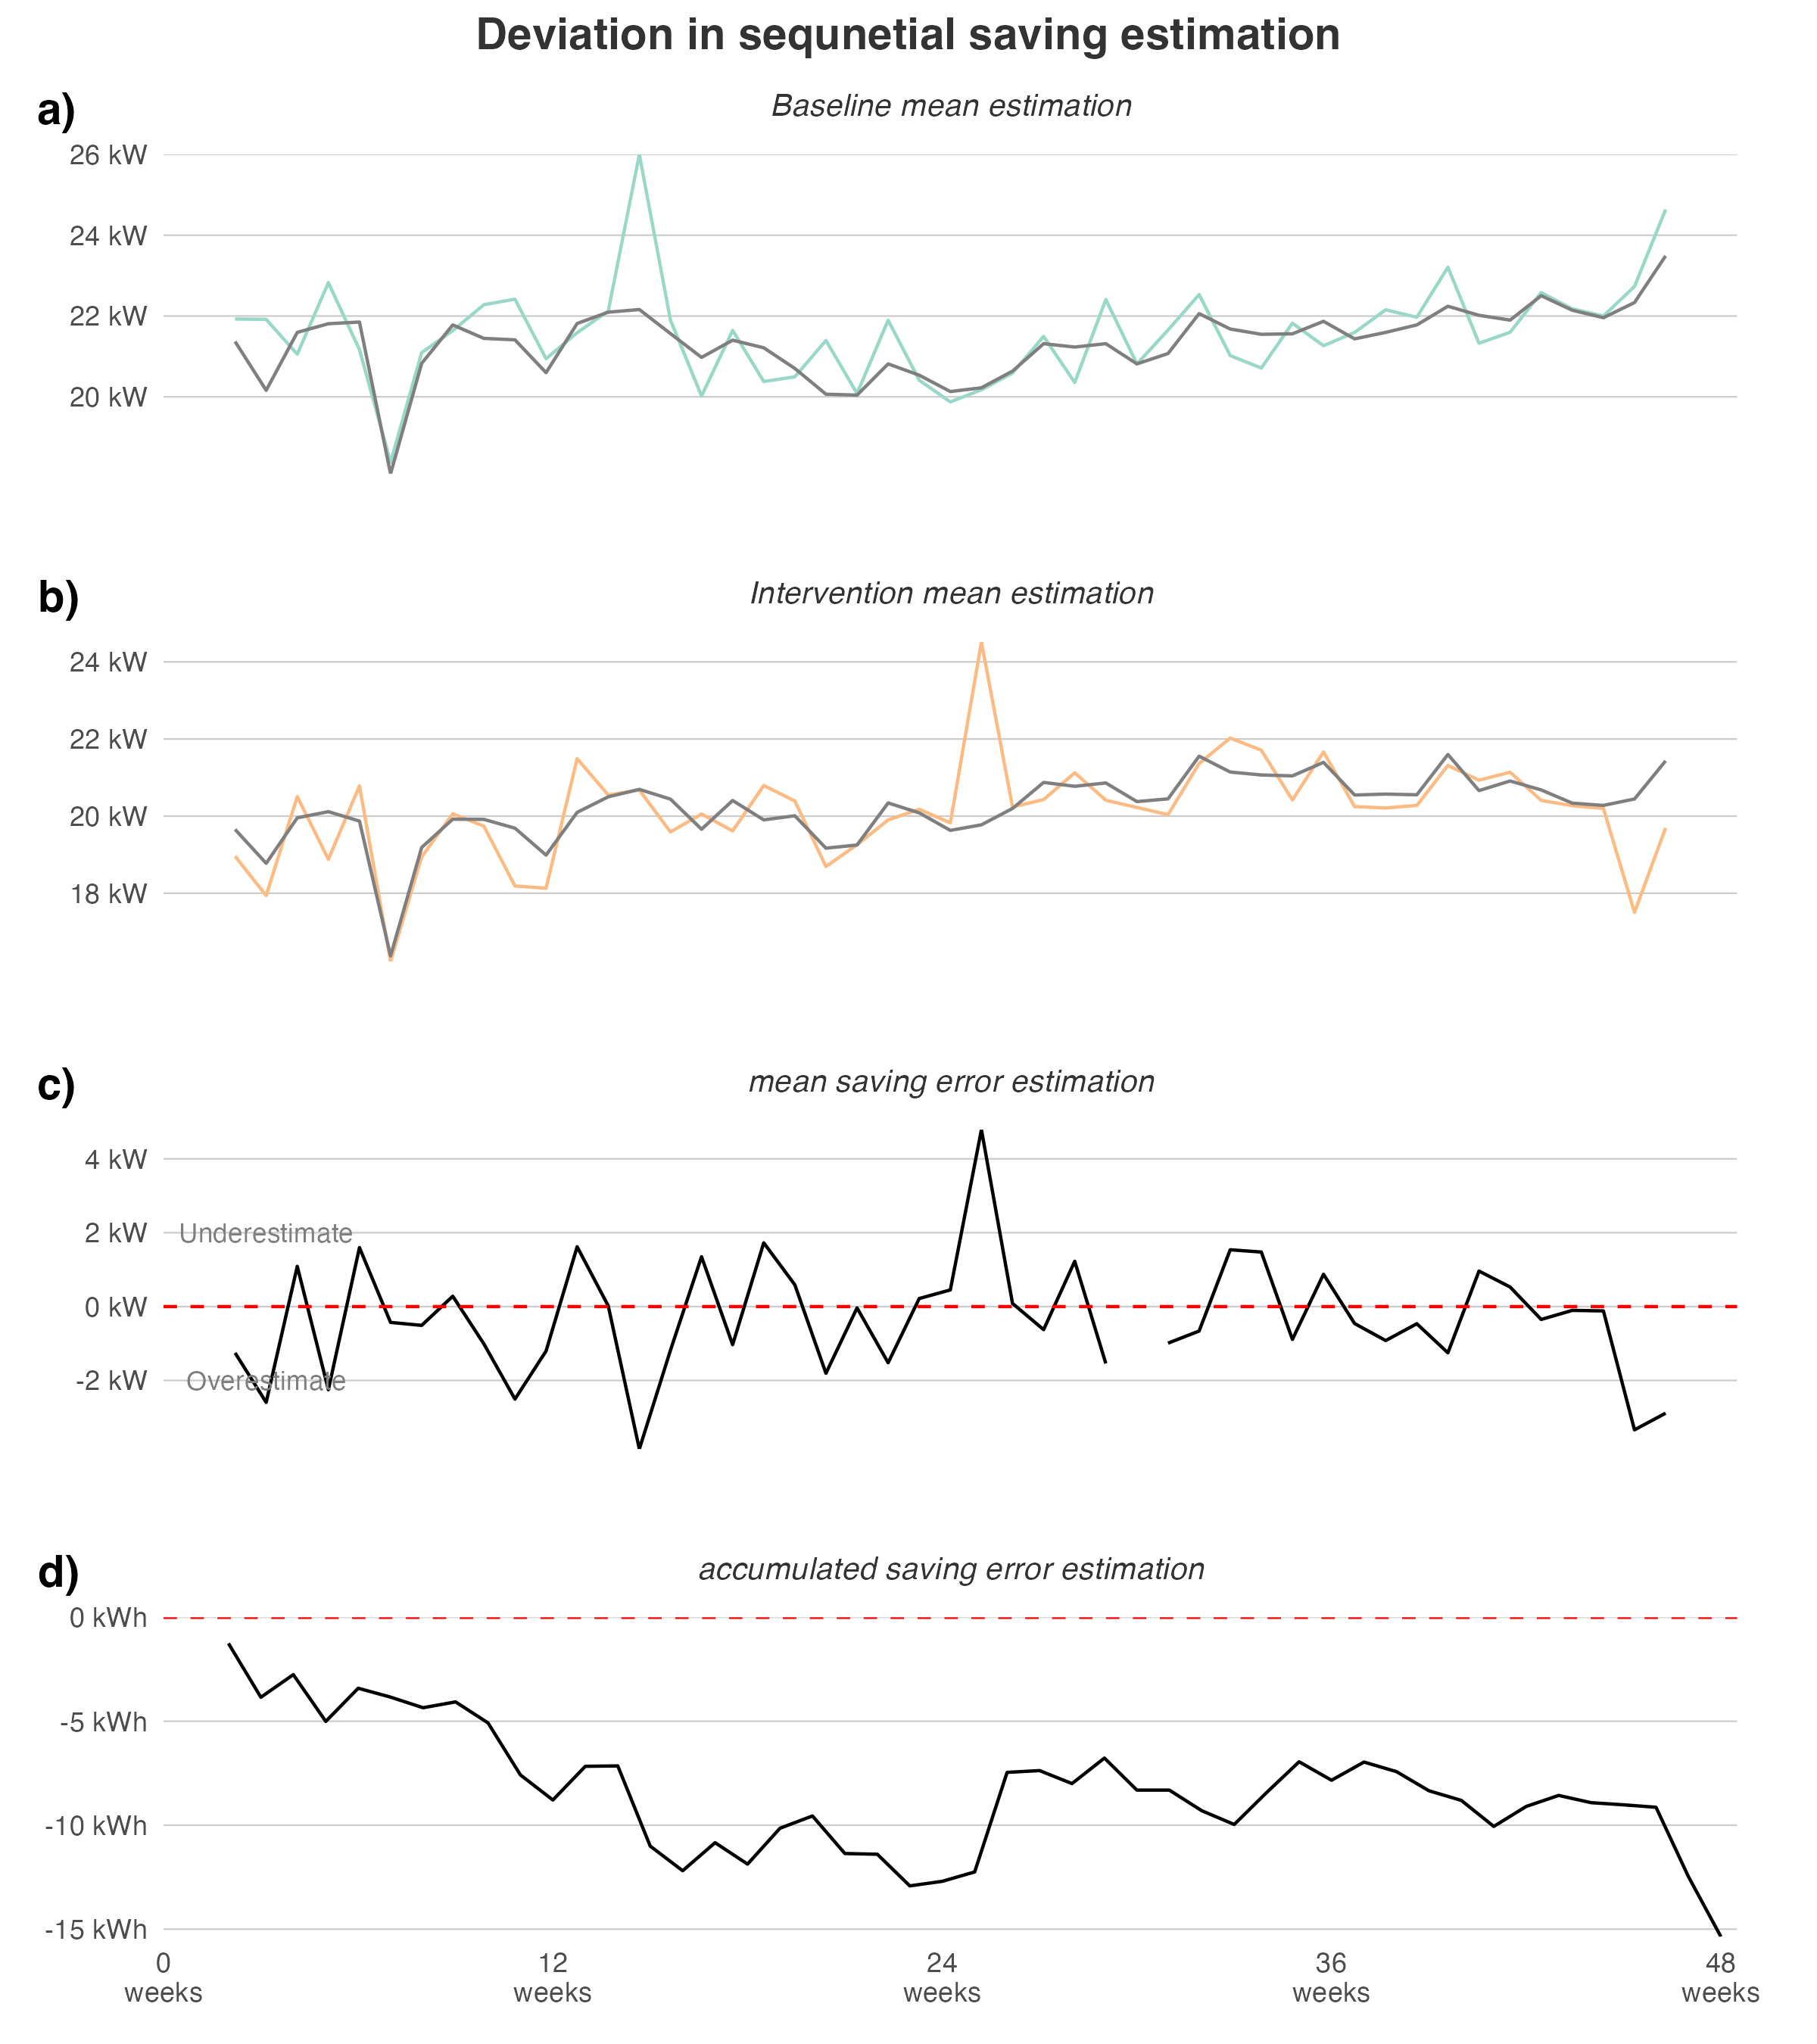 Deviation in sequnetial saving estimation
a)
Baseline mean estimation
26 kW
24 kW
22 kW
20 kW
b)
Intervention mean estimation
24 kW
22 kW
20 kW
18 kW
c)
mean saving error estimation
4 kW
2 kW
Underestimate
0 kW
-2 kW
Overestimate
d)
accumulated saving error estimation
0 kWh
-5 kWh
-10 kWh
-15 kWh
0 12 24 36 48
weeks weeks weeks weeks weeks